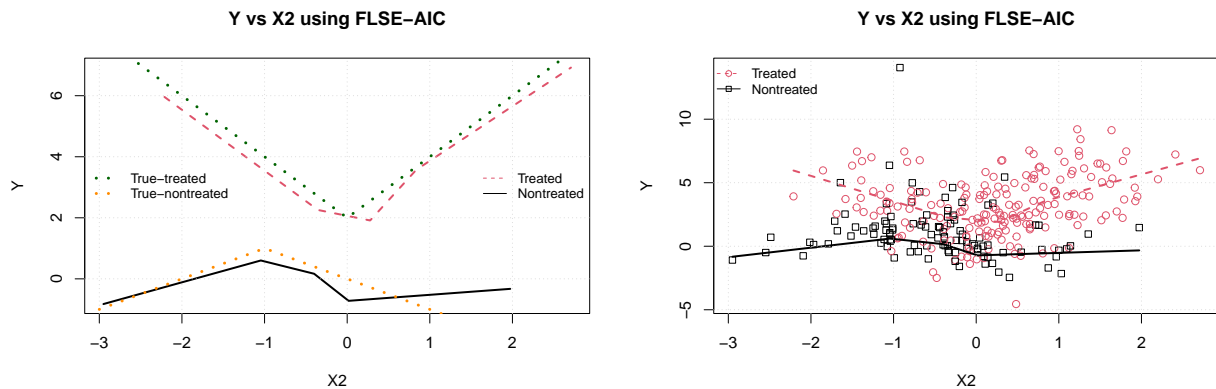 Y vs X2 using FLSE−AIC
6
4
2
0
Y
True−treated
True−nontreated
Treated
Nontreated
−3 −2 −1 0 1 2
X2
Y vs X2 using FLSE−AIC
Treated
Nontreated
10
5
0
−5
Y
−3 −2 −1 0 1 2
X2